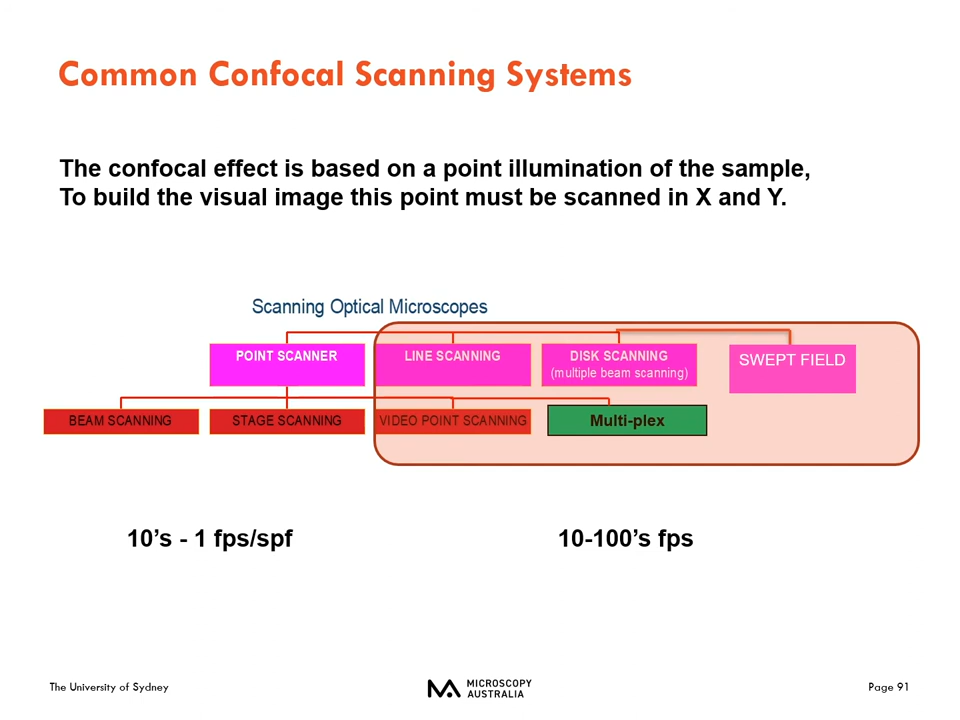 Common Confocal Scanning Systems
The confocal effect is based on a point illumination of the sample,
To build the visual image this point must be scanned in X and Y.
Scanning Optical Microscopes
POINT SCANNER
LINE SCANNING
DISK SCANNING
(multiple beam scanning)
SWEPT FIELD
BEAM SCANNING
STAGE SCANNING
VIDEO POINT SCANNING
Multi-plex
10’s - 1 fps/spf
10-100’s fps
The University of Sydney
MICROSCOPY
AUSTRALIA
Page 91